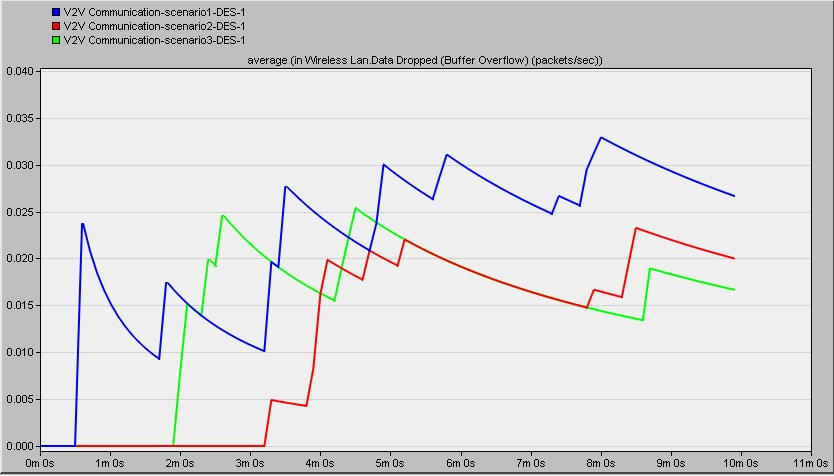 V2V Communication-scenario1-DES-1
V2V Communication-scenario2-DES-1
V2V Communication-scenario3-DES-1
average (in Wireless Lan.Data Dropped (Buffer Overflow) (packets/sec))
0.040
0.035
0.030
0.025
0.020
0.015
0.010
0.005
0.000
0m 0s 1m 0s 2m 0s 3m 0s 4m 0s 5m 0s 6m 0s 7m 0s 8m 0s 9m 0s 10m 0s 11m 0s